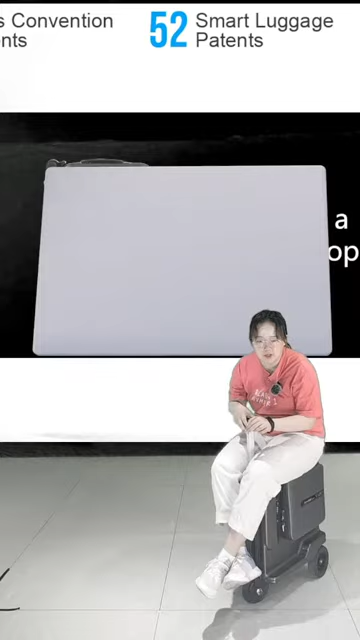 s Convention
nts
52 Smart Luggage
Patents
a
op